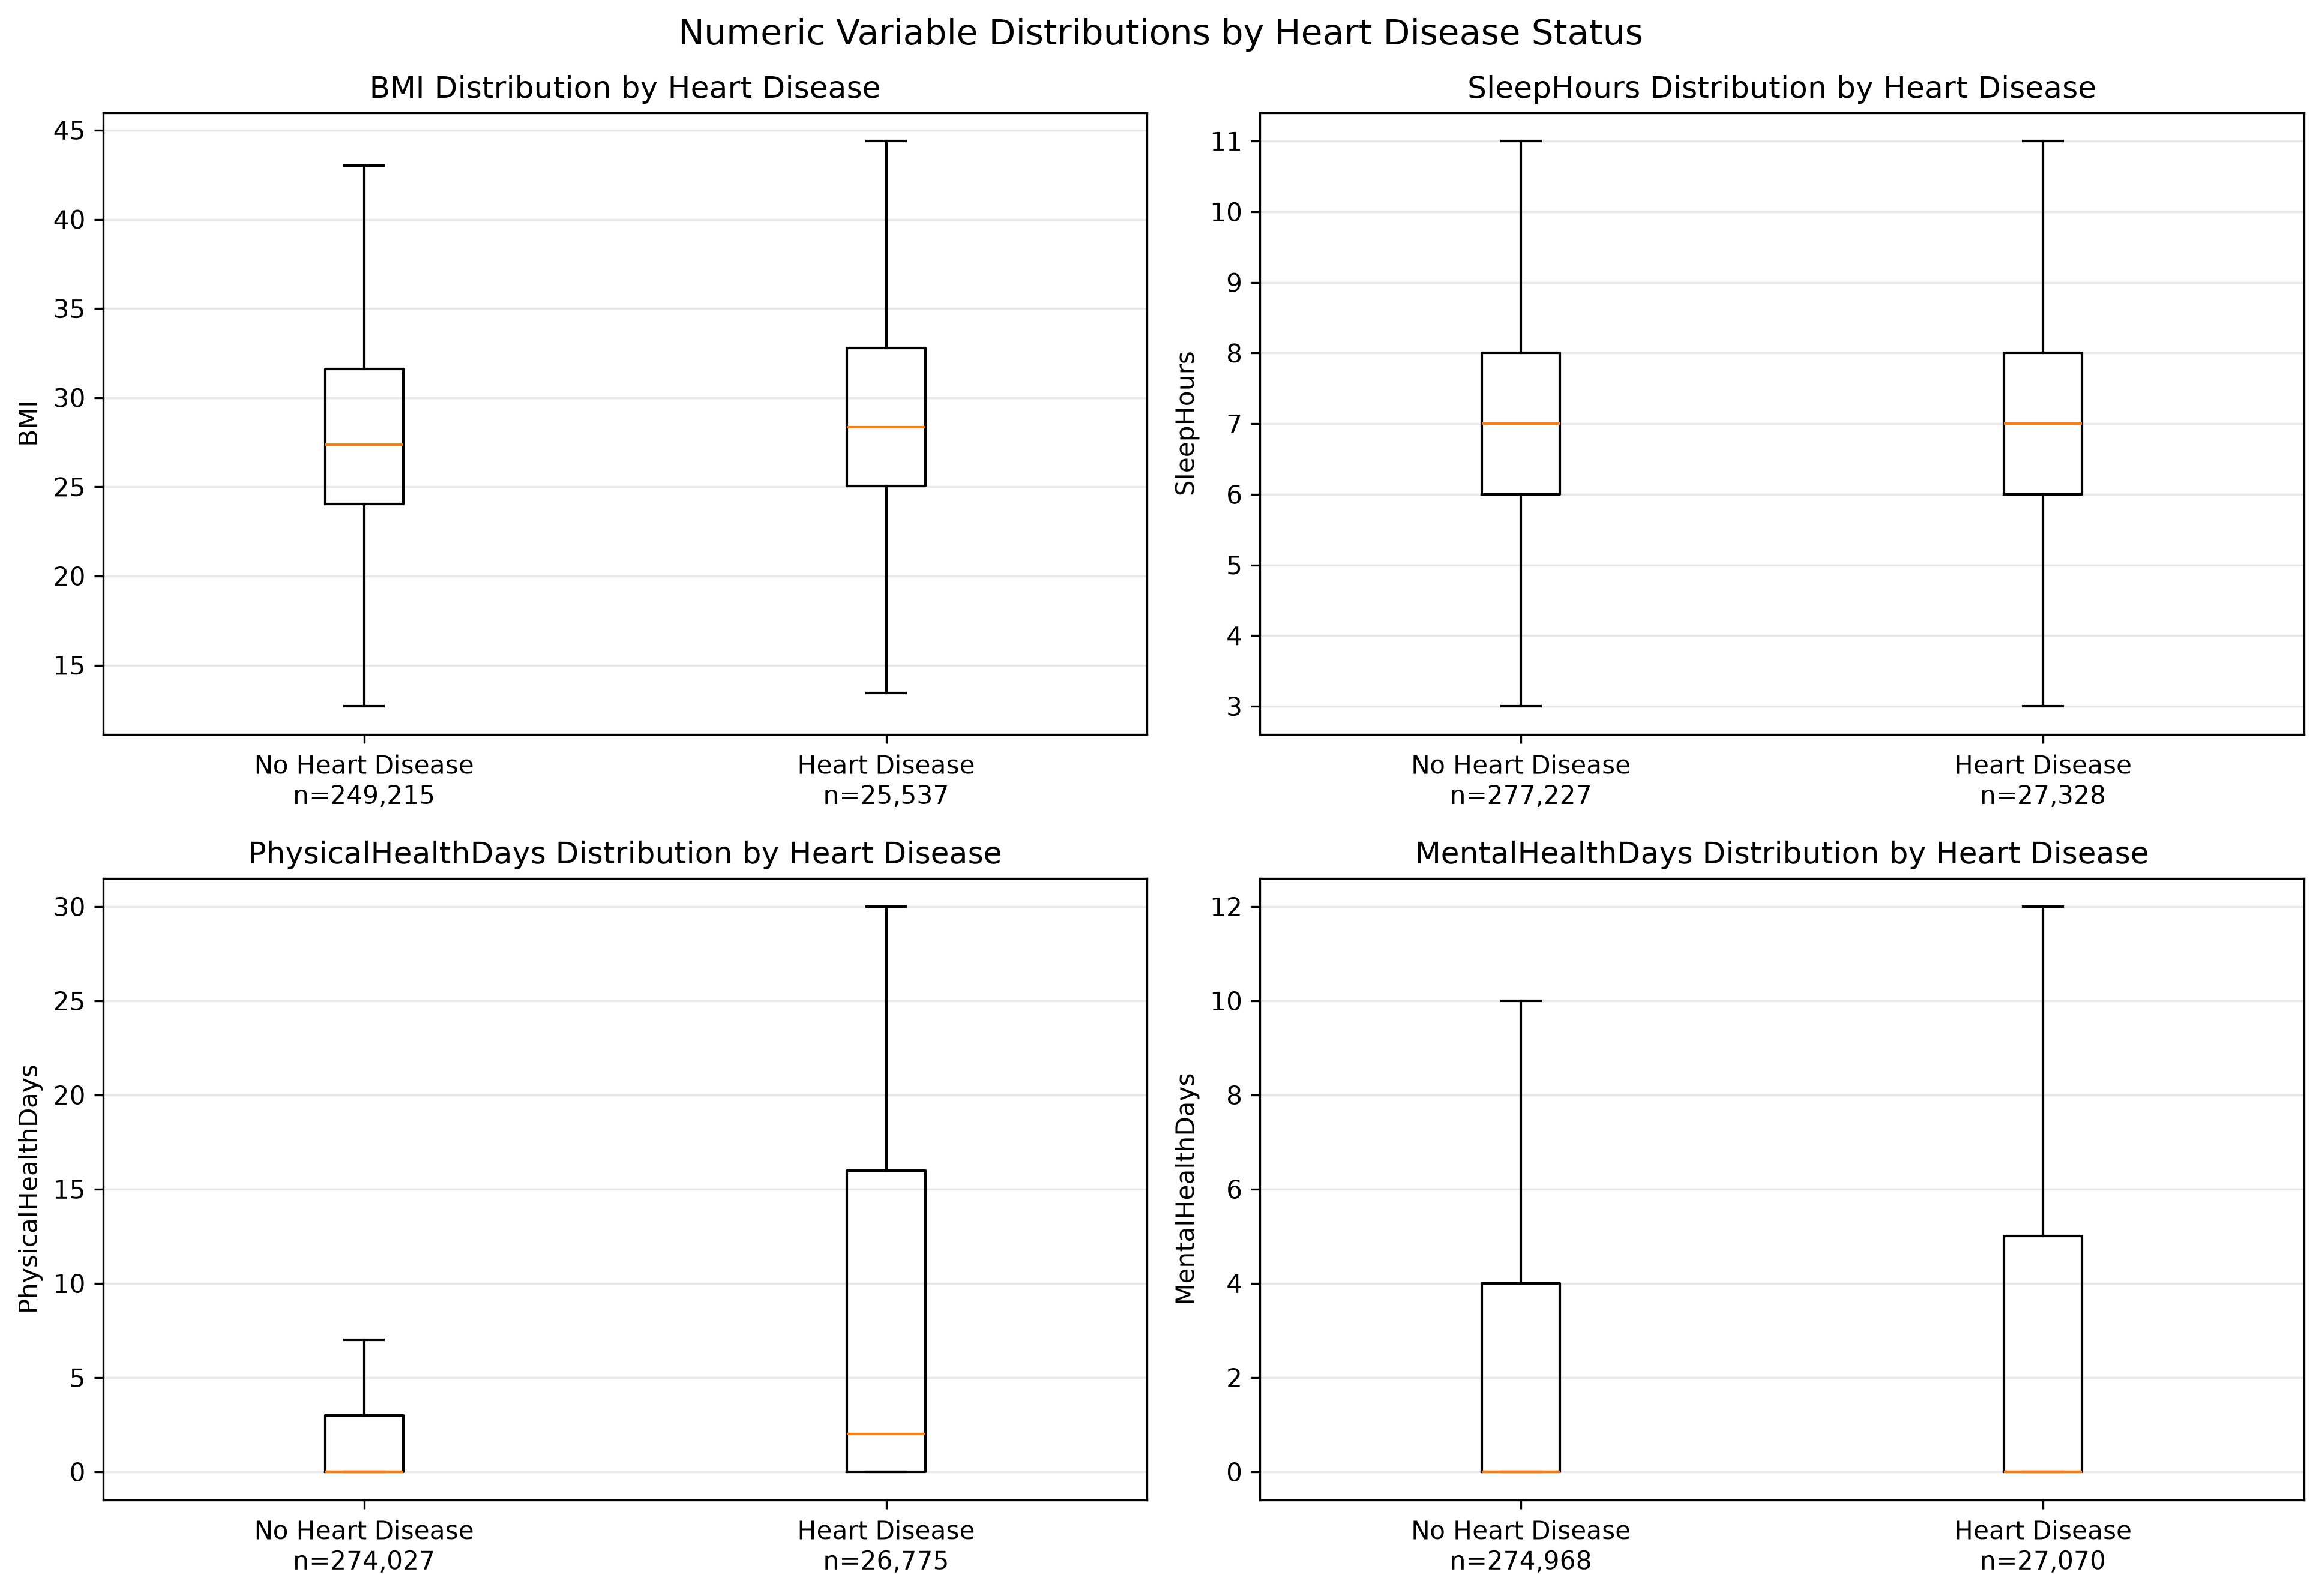 Numeric Variable Distributions by Heart Disease Status
BMI Distribution by Heart Disease
45
40
35
30
25
20
15
BMI
No Heart Disease
n=249,215
Heart Disease
n=25,537
SleepHours Distribution by Heart Disease
11
10
9
8
7
6
5
4
3
SleepHours
No Heart Disease
n=277,227
Heart Disease
n=27,328
PhysicalHealthDays Distribution by Heart Disease
30
25
20
15
10
5
0
PhysicalHealthDays
No Heart Disease
n=274,027
Heart Disease
n=26,775
MentalHealthDays Distribution by Heart Disease
12
10
8
6
4
2
0
MentalHealthDays
No Heart Disease
n=274,968
Heart Disease
n=27,070